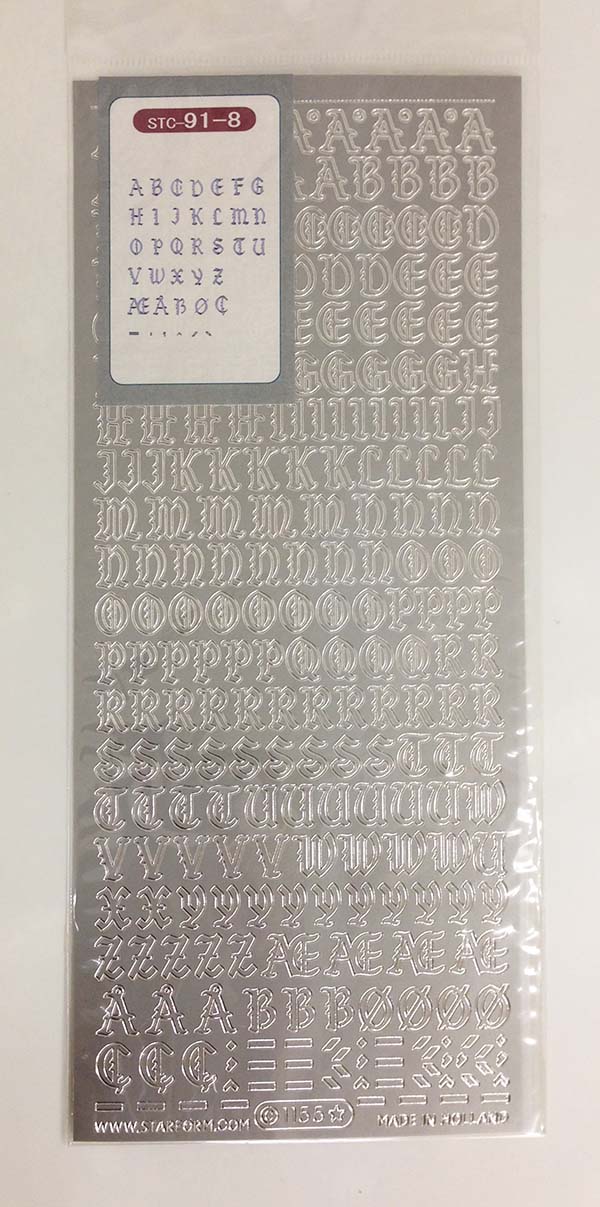 STC-91-8
A B C D E F G
H I J K L M N
O P Q R S T U
V W X Y Z
Æ Å B Ø Ç
A A A A
A B B B B
C C C C D
D D E E E
E E E E E
G G G G H
H H H H I I I I I I I J J
J J J K K K K K L L L L L
M M M M M M N N N N
N N N N N N N N O O O
O O O O O O O O P P P P
P P P P P Q Q Q Q R R
R R R R R R R R R R R R
S S S S S S S S T T T
T T T T U U U U U U W
V V V V V W W W W U
X X Y Y Y Y Y Y Y Y Y Y
Z Z Z Z Z Æ Æ Æ Æ Æ
Å Å Å B B B Ø Ø Ø Ø
Ç Ç Ç
WWW.STARFORM.COM © 1155 ☆ MADE IN HOLLAND